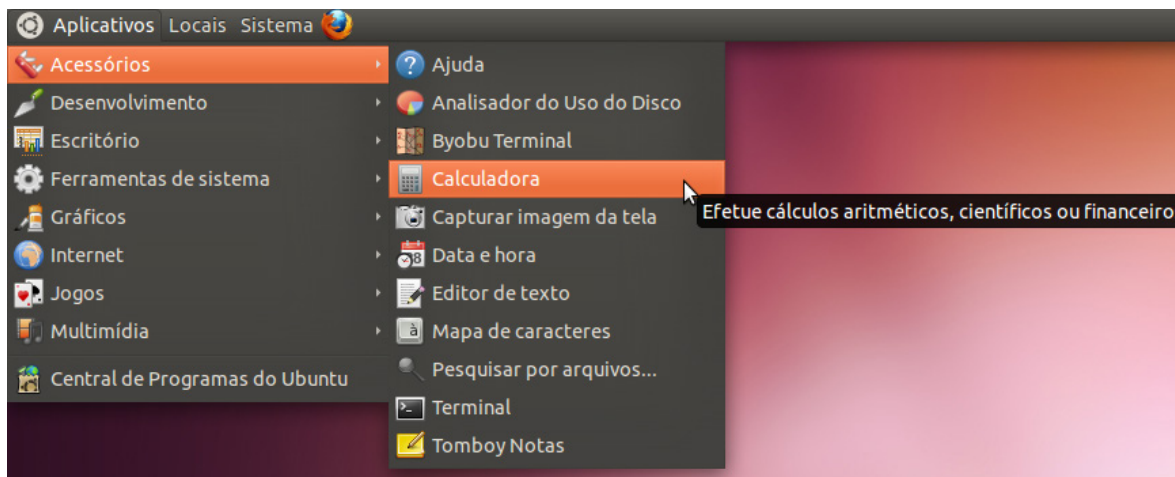 Aplicativos Locais Sistema
Acessórios
Desenvolvimento
Escritório
Ferramentas de sistema
Gráficos
Internet
Jogos
Multimídia
Central de Programas do Ubuntu
Ajuda
Analisador do Uso do Disco
Byobu Terminal
Calculadora
Capturar imagem da tela
Data e hora
Editor de texto
Mapa de caracteres
Pesquisar por arquivos...
Terminal
Tomboy Notas
Efetue cálculos aritméticos, científicos ou financeiro